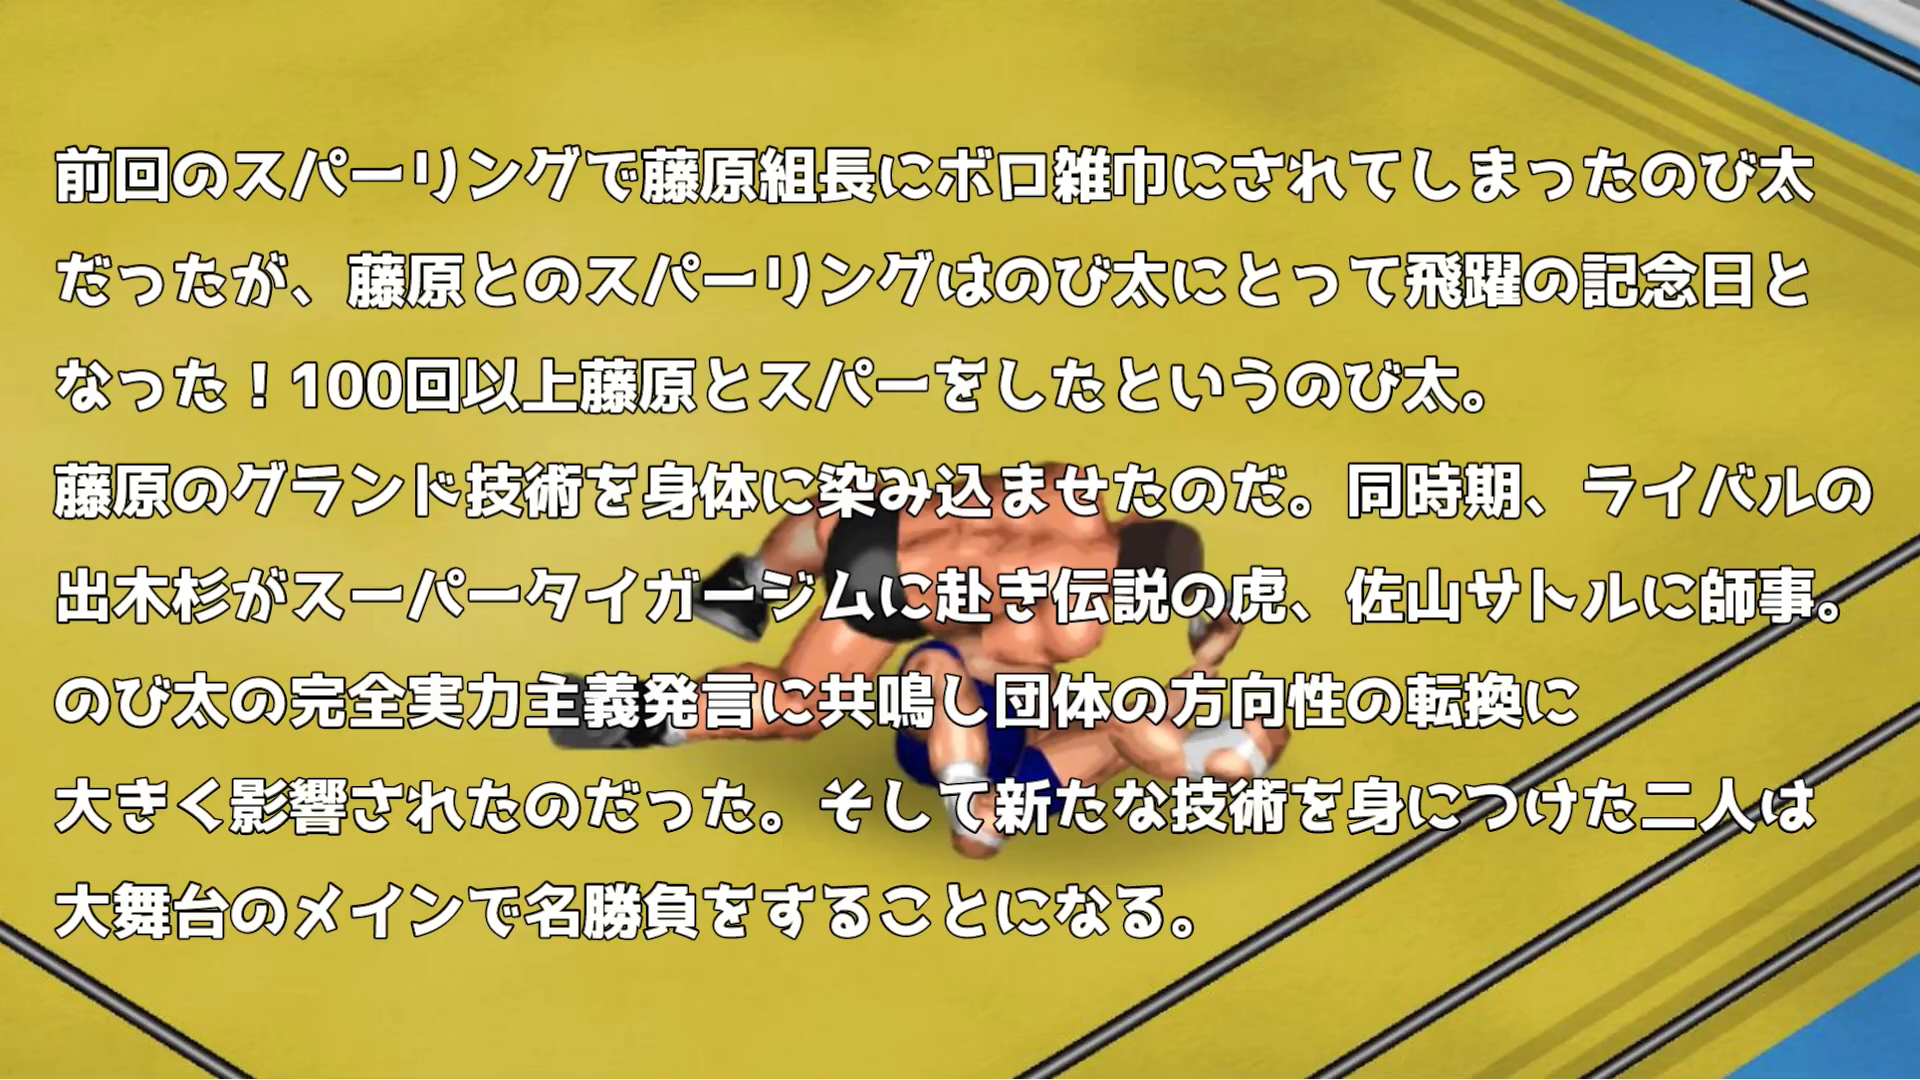 前回のスパーリングで藤原組長にボロ雑巾にされてしまったのび太
だったが、藤原とのスパーリングはのび太にとって飛躍の記念日と
なった！100回以上藤原とスパーをしたというのび太。
藤原のグランド技術を身体に染み込ませたのだ。同時期、ライバルの
出木杉がスーパータイガージムに赴き伝説の虎、佐山サトルに師事。
のび太の完全実力主義発言に共鳴し団体の方向性の転換に
大きく影響されたのだった。そして新たな技術を身につけた二人は
大舞台のメインで名勝負をすることになる。